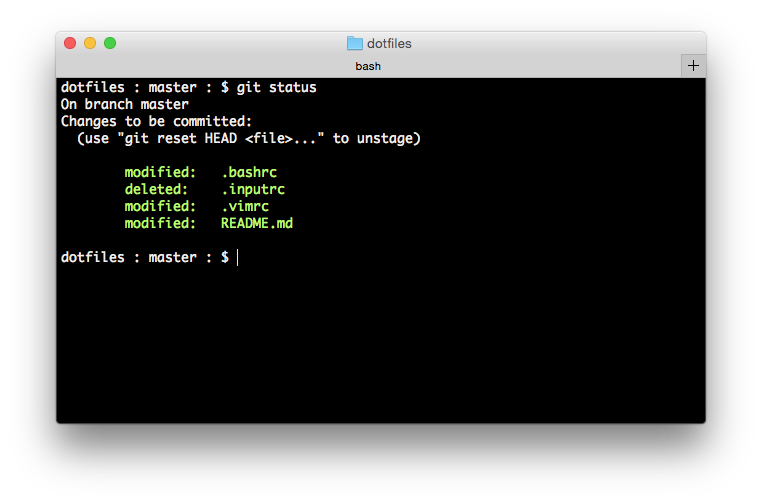 dotfiles
bash
+
dotfiles : master : $ git status
On branch master
Changes to be committed:
  (use "git reset HEAD <file>..." to unstage)
        modified:   .bashrc
        deleted:    .inputrc
        modified:   .vimrc
        modified:   README.md
dotfiles : master : $